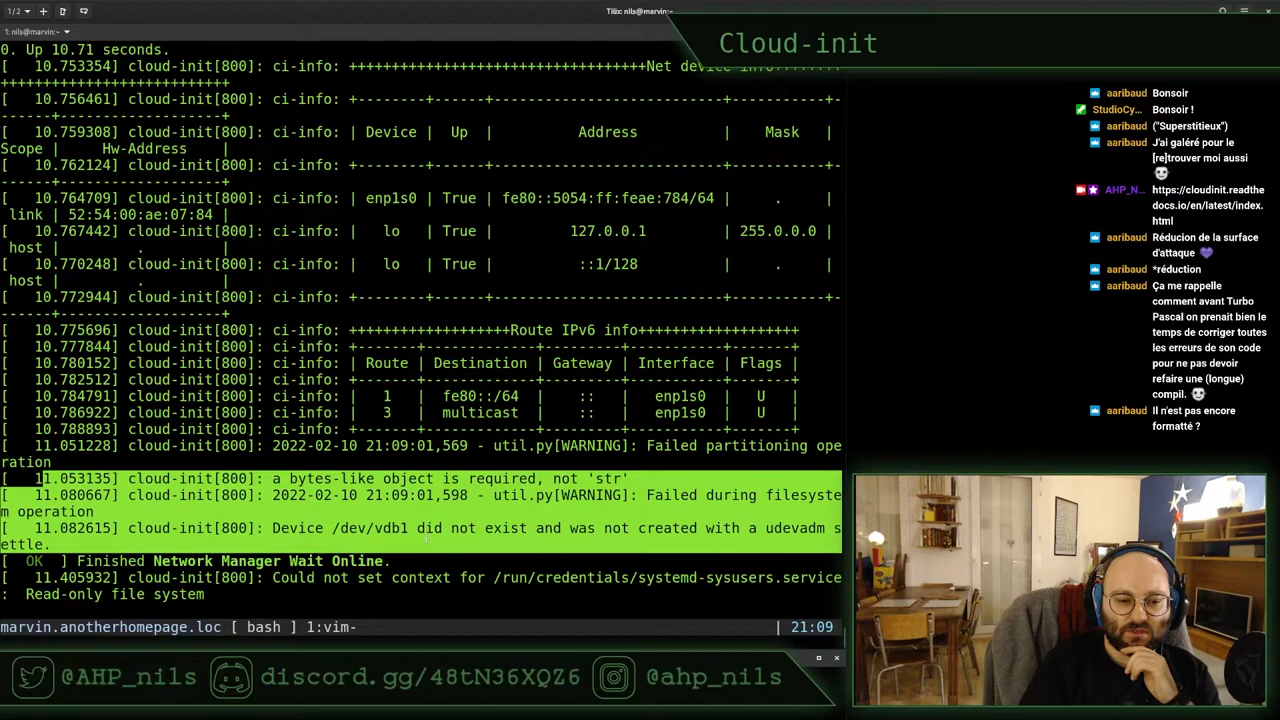 1/2
Tilix: nils@marvin:~
1: nils@marvin:~
Cloud-init
0. Up 10.71 seconds.
[   10.753354] cloud-init[800]: ci-info: ++++++++++++++++++++++++++++++++++Net device info+++++++
+++++++++++++++++++++++++++
[   10.756461] cloud-init[800]: ci-info: +--------+------+----------------------------+-----------+-
------+-------------------+
[   10.759308] cloud-init[800]: ci-info: | Device |  Up  |          Address           |    Mask   |
Scope |     Hw-Address    |
[   10.762124] cloud-init[800]: ci-info: +--------+------+----------------------------+-----------+-
------+-------------------+
[   10.764709] cloud-init[800]: ci-info: | enp1s0 | True | fe80::5054:ff:feae:784/64 |     .     |
 link | 52:54:00:ae:07:84 |
[   10.767442] cloud-init[800]: ci-info: |   lo   | True |         127.0.0.1          | 255.0.0.0 |
 host |         .         |
[   10.770248] cloud-init[800]: ci-info: |   lo   | True |          ::1/128           |     .     |
 host |         .         |
[   10.772944] cloud-init[800]: ci-info: +--------+------+----------------------------+-----------+-
------+-------------------+
[   10.775696] cloud-init[800]: ci-info: +++++++++++++++++++Route IPv6 info+++++++++++++++++++
[   10.777844] cloud-init[800]: ci-info: +-------+-------------+---------+-----------+-------+
[   10.780152] cloud-init[800]: ci-info: | Route | Destination | Gateway | Interface | Flags |
[   10.782512] cloud-init[800]: ci-info: +-------+-------------+---------+-----------+-------+
[   10.784791] cloud-init[800]: ci-info: |   1   |  fe80::/64  |    ::   |   enp1s0  |   U   |
[   10.786922] cloud-init[800]: ci-info: |   3   |  multicast  |    ::   |   enp1s0  |   U   |
[   10.788893] cloud-init[800]: ci-info: +-------+-------------+---------+-----------+-------+
[   11.051228] cloud-init[800]: 2022-02-10 21:09:01,569 - util.py[WARNING]: Failed partitioning ope
ration
[   11.053135] cloud-init[800]: a bytes-like object is required, not 'str'
[   11.080667] cloud-init[800]: 2022-02-10 21:09:01,598 - util.py[WARNING]: Failed during filesyste
m operation
[   11.082615] cloud-init[800]: Device /dev/vdb1 did not exist and was not created with a udevadm s
ettle.
[  OK  ] Finished Network Manager Wait Online.
[   11.405932] cloud-init[800]: Could not set context for /run/credentials/systemd-sysusers.service
:  Read-only file system
marvin.anotherhomepage.loc [ bash ] 1:vim- | 21:09
aaribaud Bonsoir
StudioCy... Bonsoir !
aaribaud ("Superstitieux")
aaribaud J'ai galéré pour le
[re]trouver moi aussi
💀
AHP_N... https://cloudinit.readthe
docs.io/en/latest/index.
html
aaribaud Réducion de la surface
d'attaque 💜
aaribaud *réduction
aaribaud Ça me rappelle
comment avant Turbo
Pascal on prenait bien le
temps de corriger toutes
les erreurs de son code
pour ne pas devoir
refaire une (longue)
compil. 💀
aaribaud Il n'est pas encore
formatté ?
@AHP_nils discord.gg/48tN36XQZ6 @ahp_nils